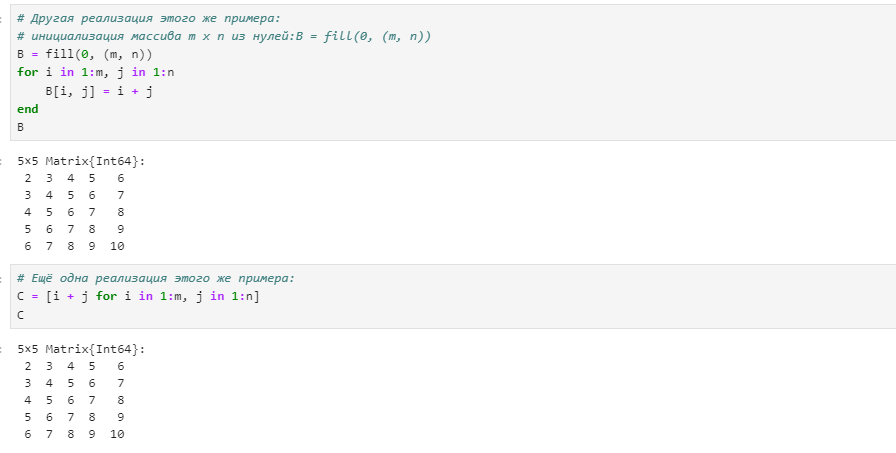 # Другая реализация этого же примера:
# инициализация массива m x n из нулей:B = fill(0, (m, n))
B = fill(0, (m, n))
for i in 1:m, j in 1:n
    B[i, j] = i + j
end
B
5×5 Matrix{Int64}:
 2  3  4  5   6
 3  4  5  6   7
 4  5  6  7   8
 5  6  7  8   9
 6  7  8  9  10
# Ещё одна реализация этого же примера:
C = [i + j for i in 1:m, j in 1:n]
C
5×5 Matrix{Int64}:
 2  3  4  5   6
 3  4  5  6   7
 4  5  6  7   8
 5  6  7  8   9
 6  7  8  9  10